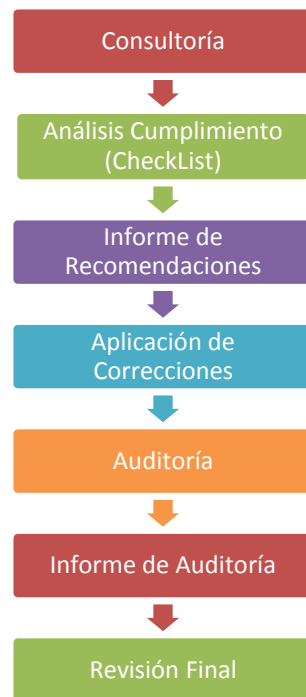 Consultoría
Análisis Cumplimiento
(CheckList)
Informe de
Recomendaciones
Aplicación de
Correcciones
Auditoría
Informe de Auditoría
Revisión Final